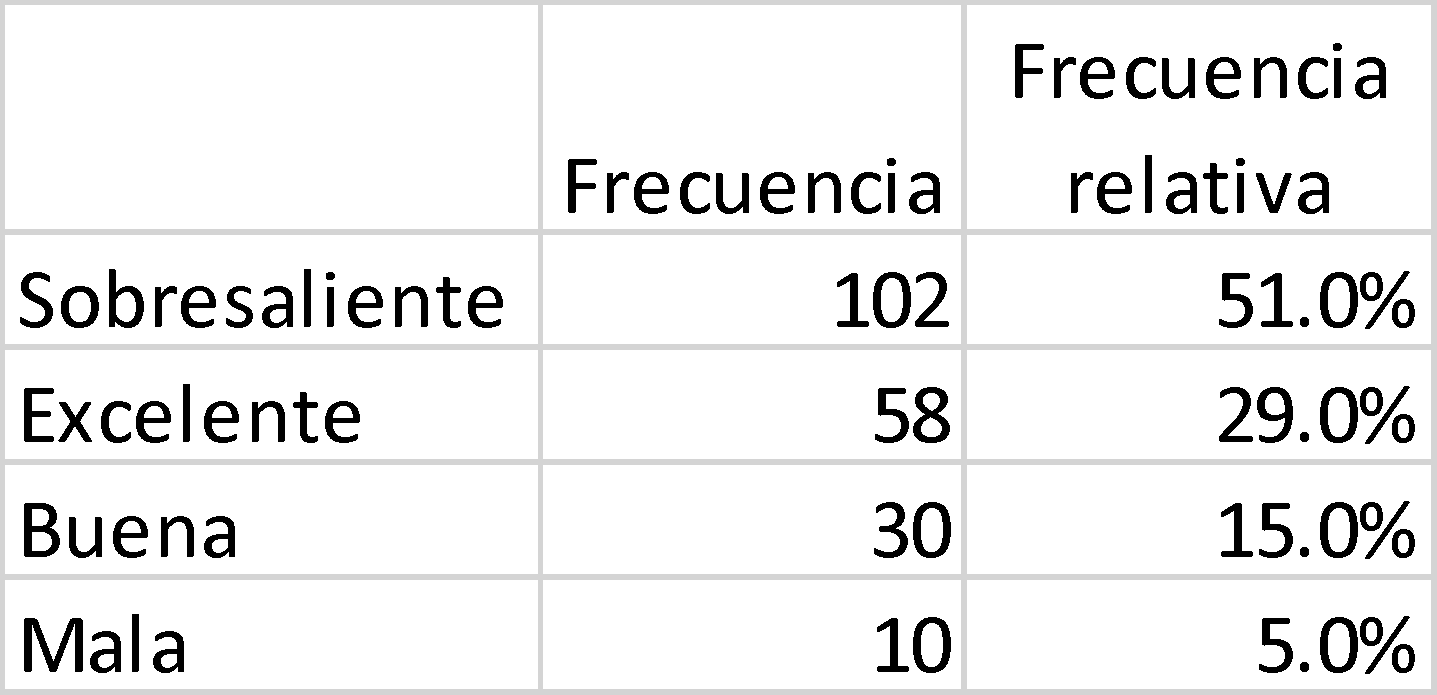 Frecuencia Frecuencia relativa
Sobresaliente 102 51.0%
Excelente 58 29.0%
Buena 30 15.0%
Mala 10 5.0%